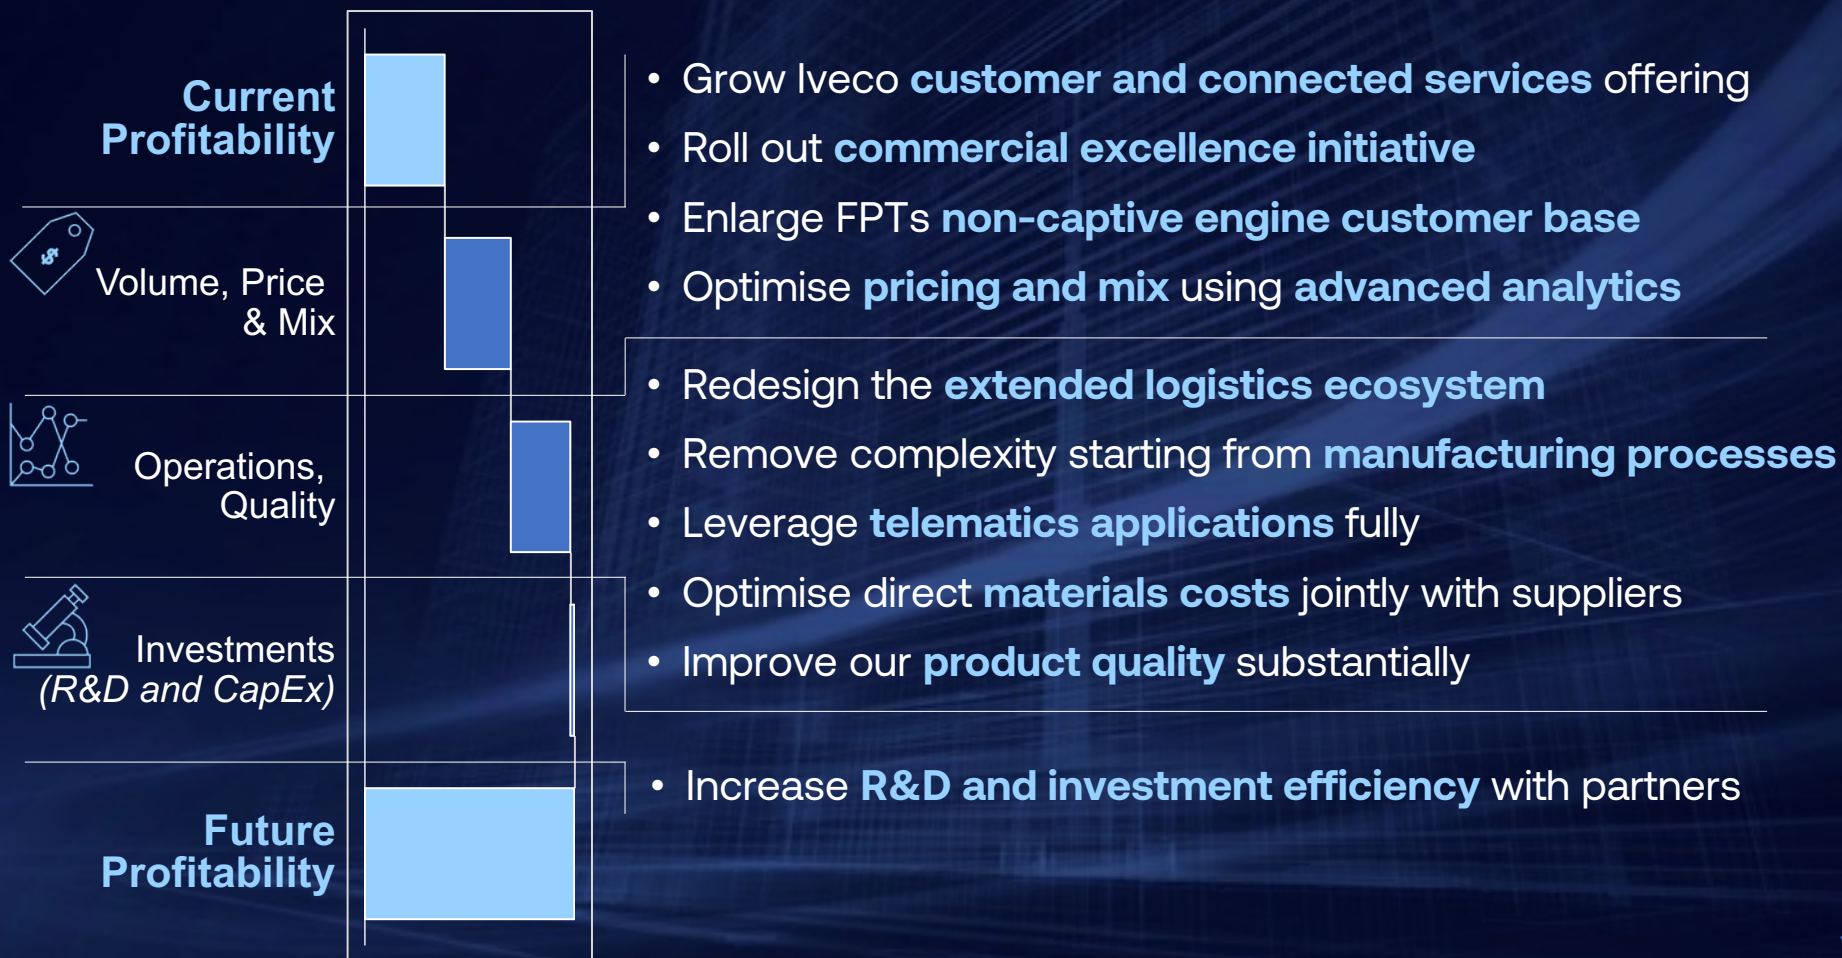 Current
Profitability
• Grow Iveco customer and connected services offering
• Roll out commercial excellence initiative
• Enlarge FPTs non-captive engine customer base
• Optimise pricing and mix using advanced analytics
$
Volume, Price
& Mix
Operations,
Quality
• Redesign the extended logistics ecosystem
• Remove complexity starting from manufacturing processes
• Leverage telematics applications fully
• Optimise direct materials costs jointly with suppliers
• Improve our product quality substantially
Investments
(R&D and CapEx)
• Increase R&D and investment efficiency with partners
Future
Profitability